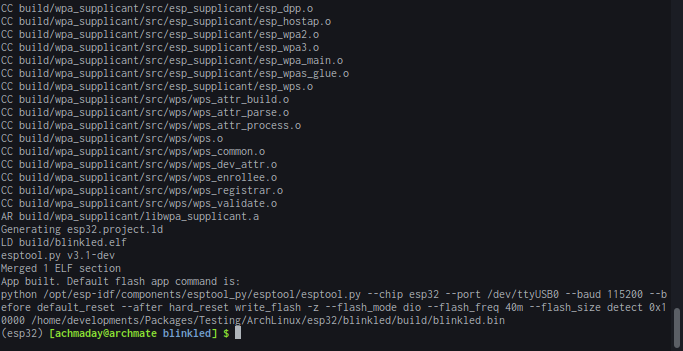 CC build/wpa_supplicant/src/esp_supplicant/esp_dpp.o
CC build/wpa_supplicant/src/esp_supplicant/esp_hostap.o
CC build/wpa_supplicant/src/esp_supplicant/esp_wpa2.o
CC build/wpa_supplicant/src/esp_supplicant/esp_wpa3.o
CC build/wpa_supplicant/src/esp_supplicant/esp_wpa_main.o
CC build/wpa_supplicant/src/esp_supplicant/esp_wpas_glue.o
CC build/wpa_supplicant/src/esp_supplicant/esp_wps.o
CC build/wpa_supplicant/src/wps/wps_attr_build.o
CC build/wpa_supplicant/src/wps/wps_attr_parse.o
CC build/wpa_supplicant/src/wps/wps_attr_process.o
CC build/wpa_supplicant/src/wps/wps.o
CC build/wpa_supplicant/src/wps/wps_common.o
CC build/wpa_supplicant/src/wps/wps_dev_attr.o
CC build/wpa_supplicant/src/wps/wps_enrollee.o
CC build/wpa_supplicant/src/wps/wps_registrar.o
CC build/wpa_supplicant/src/wps/wps_validate.o
AR build/wpa_supplicant/libwpa_supplicant.a
Generating esp32.project.ld
LD build/blinkled.elf
esptool.py v3.1-dev
Merged 1 ELF section
App built. Default flash app command is:
python /opt/esp-idf/components/esptool_py/esptool/esptool.py --chip esp32 --port /dev/ttyUSB0 --baud 115200 --b
efore default_reset --after hard_reset write_flash -z --flash_mode dio --flash_freq 40m --flash_size detect 0x1
0000 /home/developments/Packages/Testing/ArchLinux/esp32/blinkled/build/blinkled.bin
(esp32) [achmaday@archmate blinkled] $